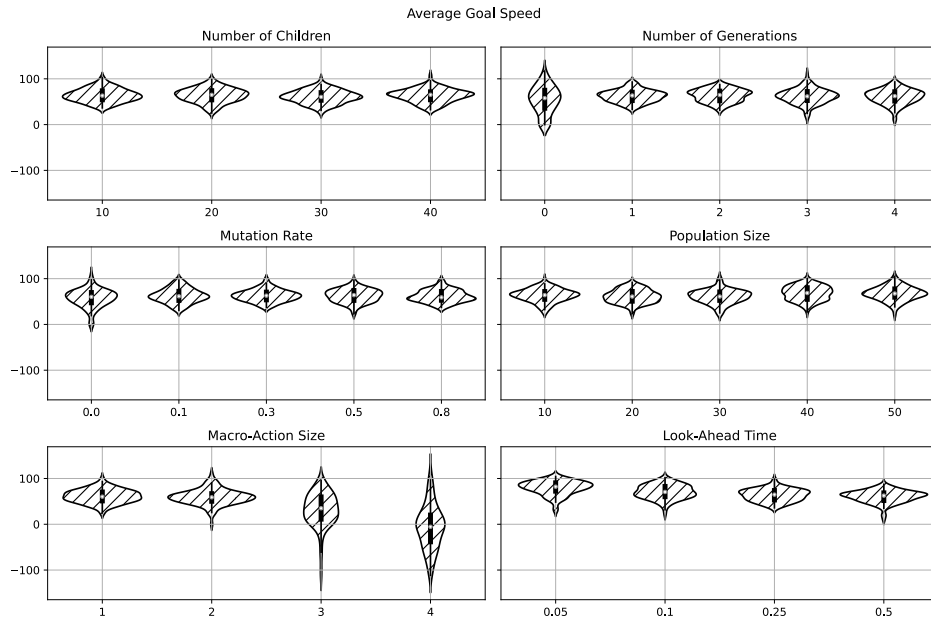 Average Goal Speed
Number of Children
Number of Generations
100
0
−100
10 20 30 40
0 1 2 3 4
Mutation Rate
Population Size
100
0
−100
0.0 0.1 0.3 0.5 0.8
10 20 30 40 50
Macro-Action Size
Look-Ahead Time
100
0
−100
1 2 3 4
0.05 0.1 0.25 0.5